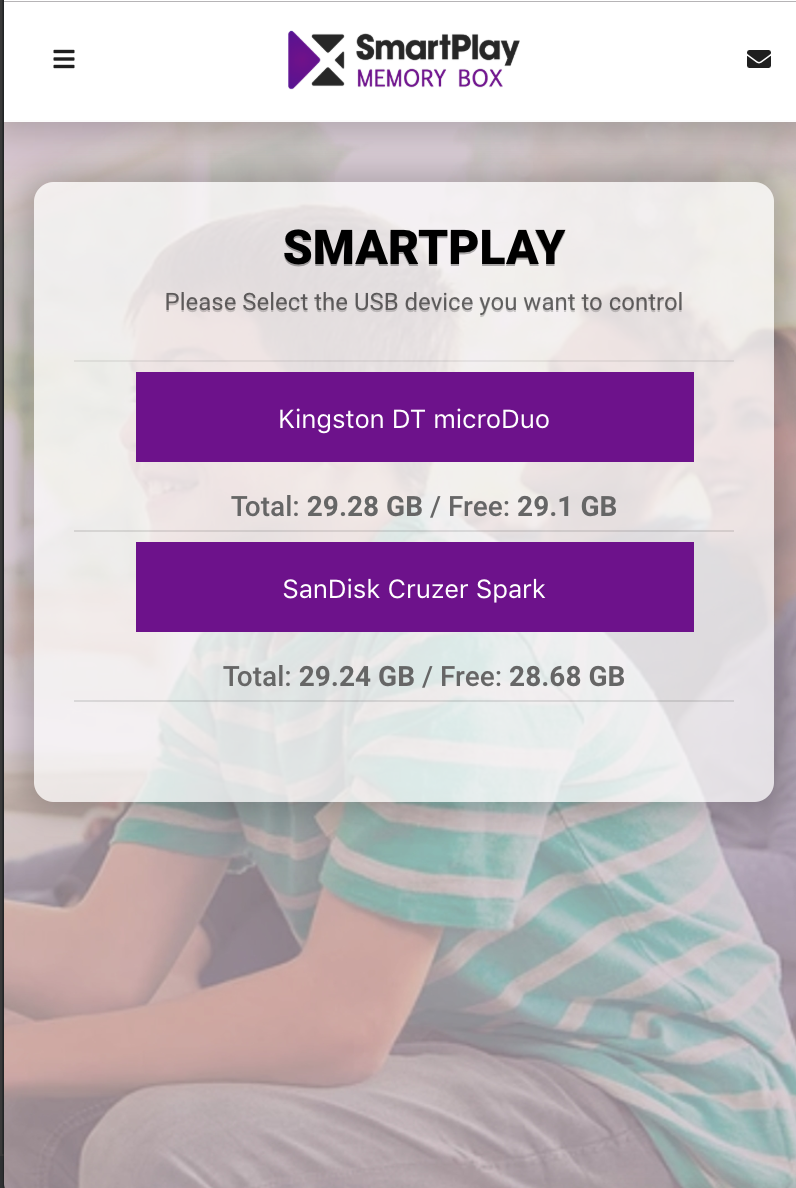 SmartPlay
MEMORY BOX
SMARTPLAY
Please Select the USB device you want to control
Kingston DT microDuo
Total: 29.28 GB / Free: 29.1 GB
SanDisk Cruzer Spark
Total: 29.24 GB / Free: 28.68 GB